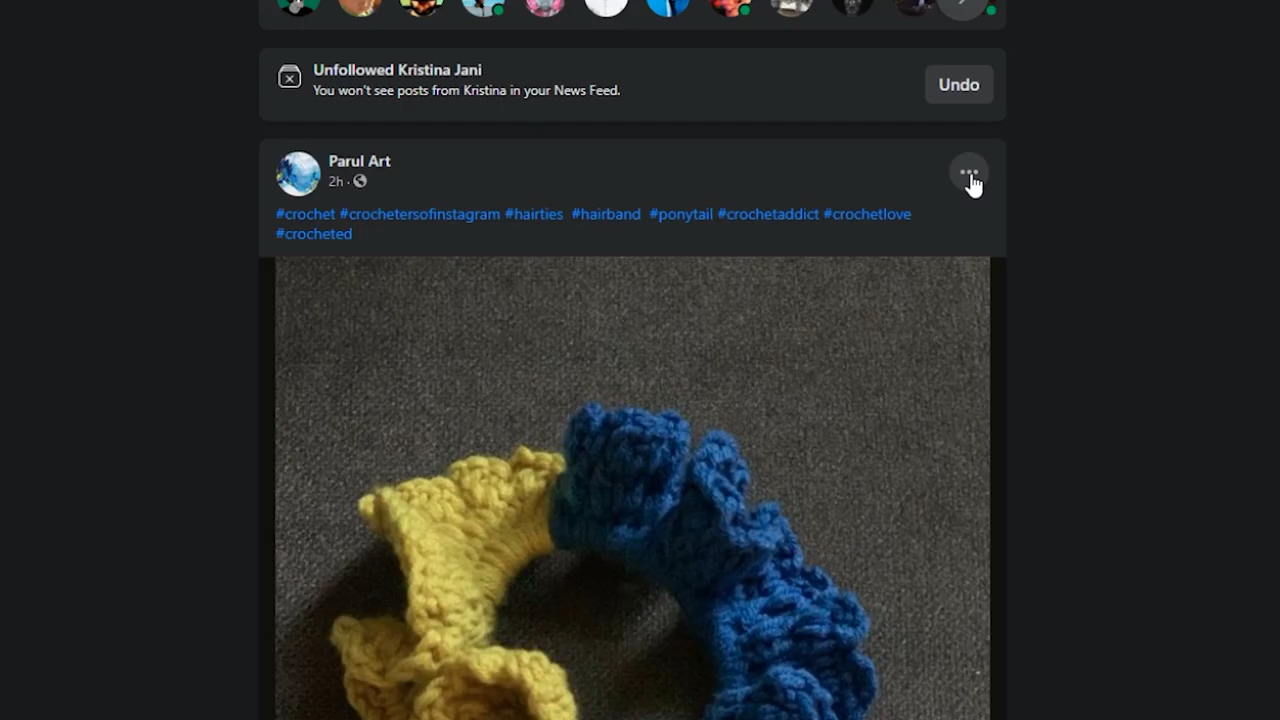 Unfollowed Kristina Jani
You won't see posts from Kristina in your News Feed.
Undo
Parul Art
2h ·
#crochet #crochetersofinstagram #hairties #hairband #ponytail #crochetaddict #crochetlove
#crocheted